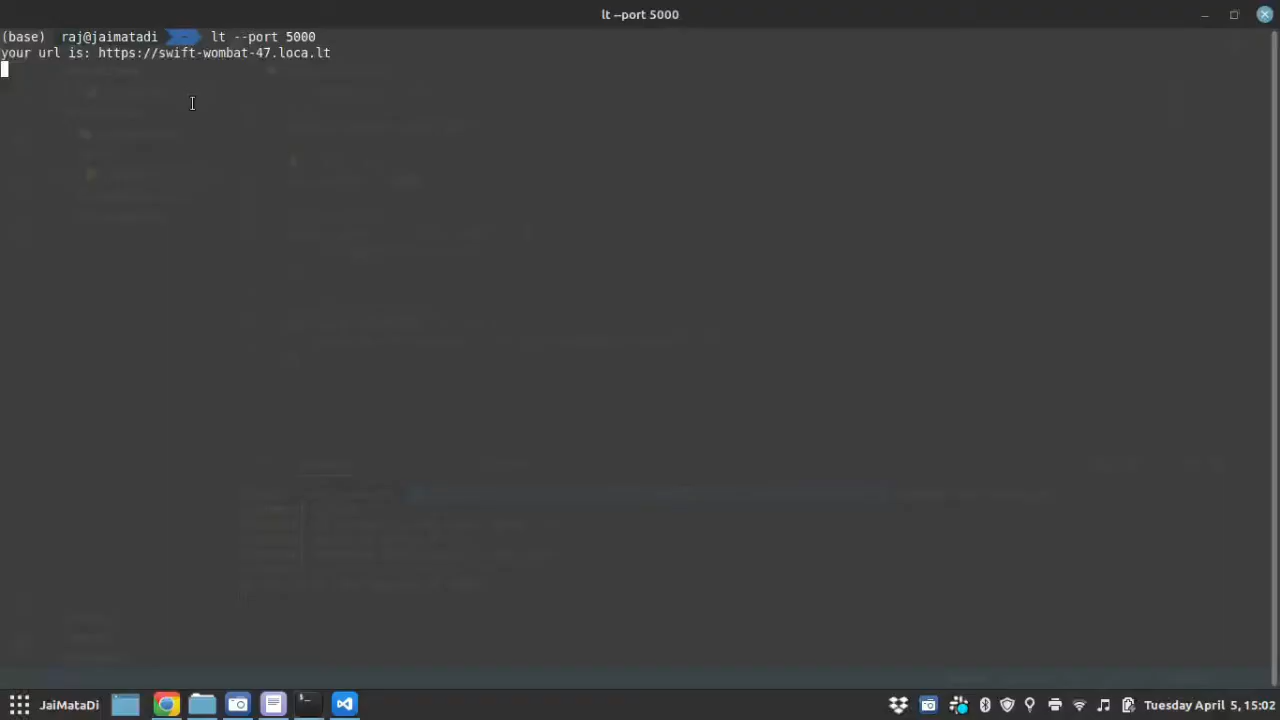 lt --port 5000
(base) raj@jaimatadi ~ lt --port 5000
your url is: https://swift-wombat-47.loca.lt
JaiMataDi
Tuesday April 5, 15:02